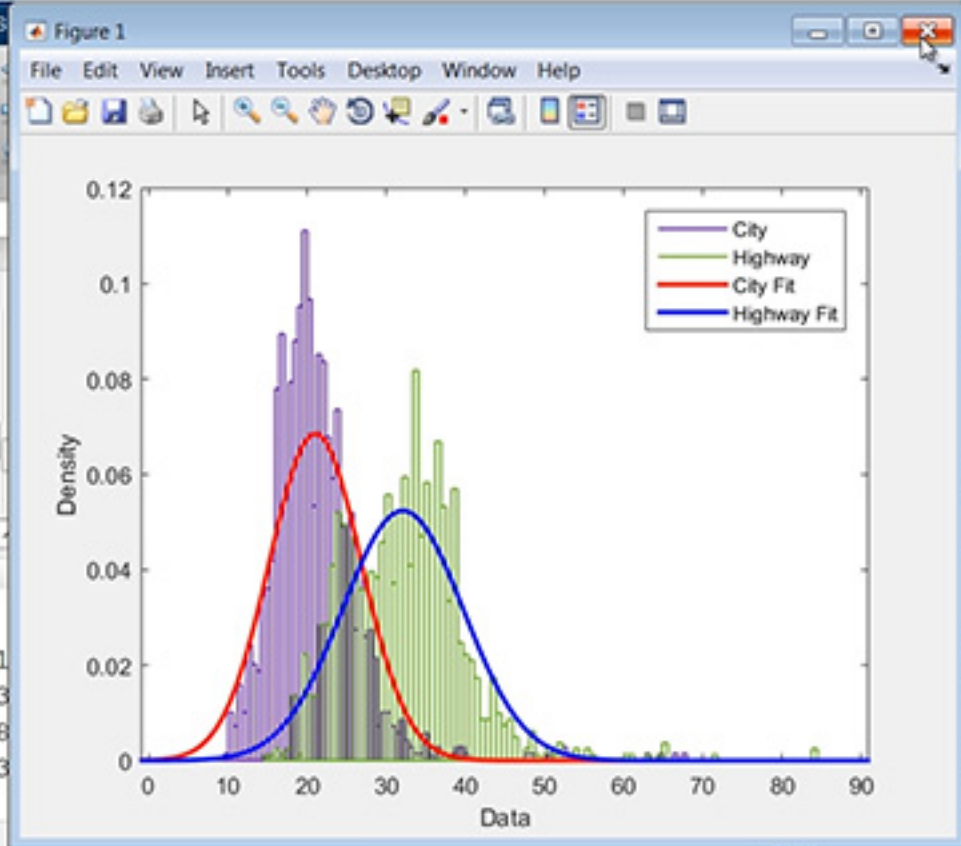 Figure 1
File Edit View Insert Tools Desktop Window Help
0.12
0.1
0.08
0.06
0.04
0.02
0
Density
City
Highway
City Fit
Highway Fit
0 10 20 30 40 50 60 70 80 90
Data